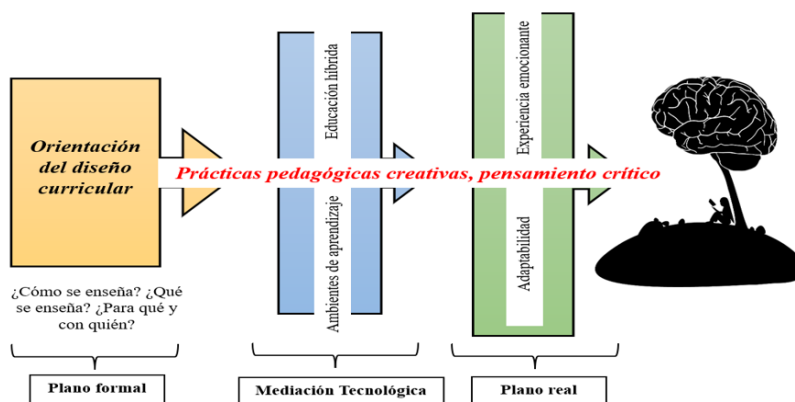 Orientación
del diseño
curricular
Prácticas pedagógicas creativas, pensamiento crítico
Educación híbrida
Ambientes de aprendizaje
Experiencia emocionante
Adaptabilidad
¿Cómo se enseña? ¿Qué
se enseña? ¿Para qué y
con quién?
Plano formal
Mediación Tecnológica
Plano real